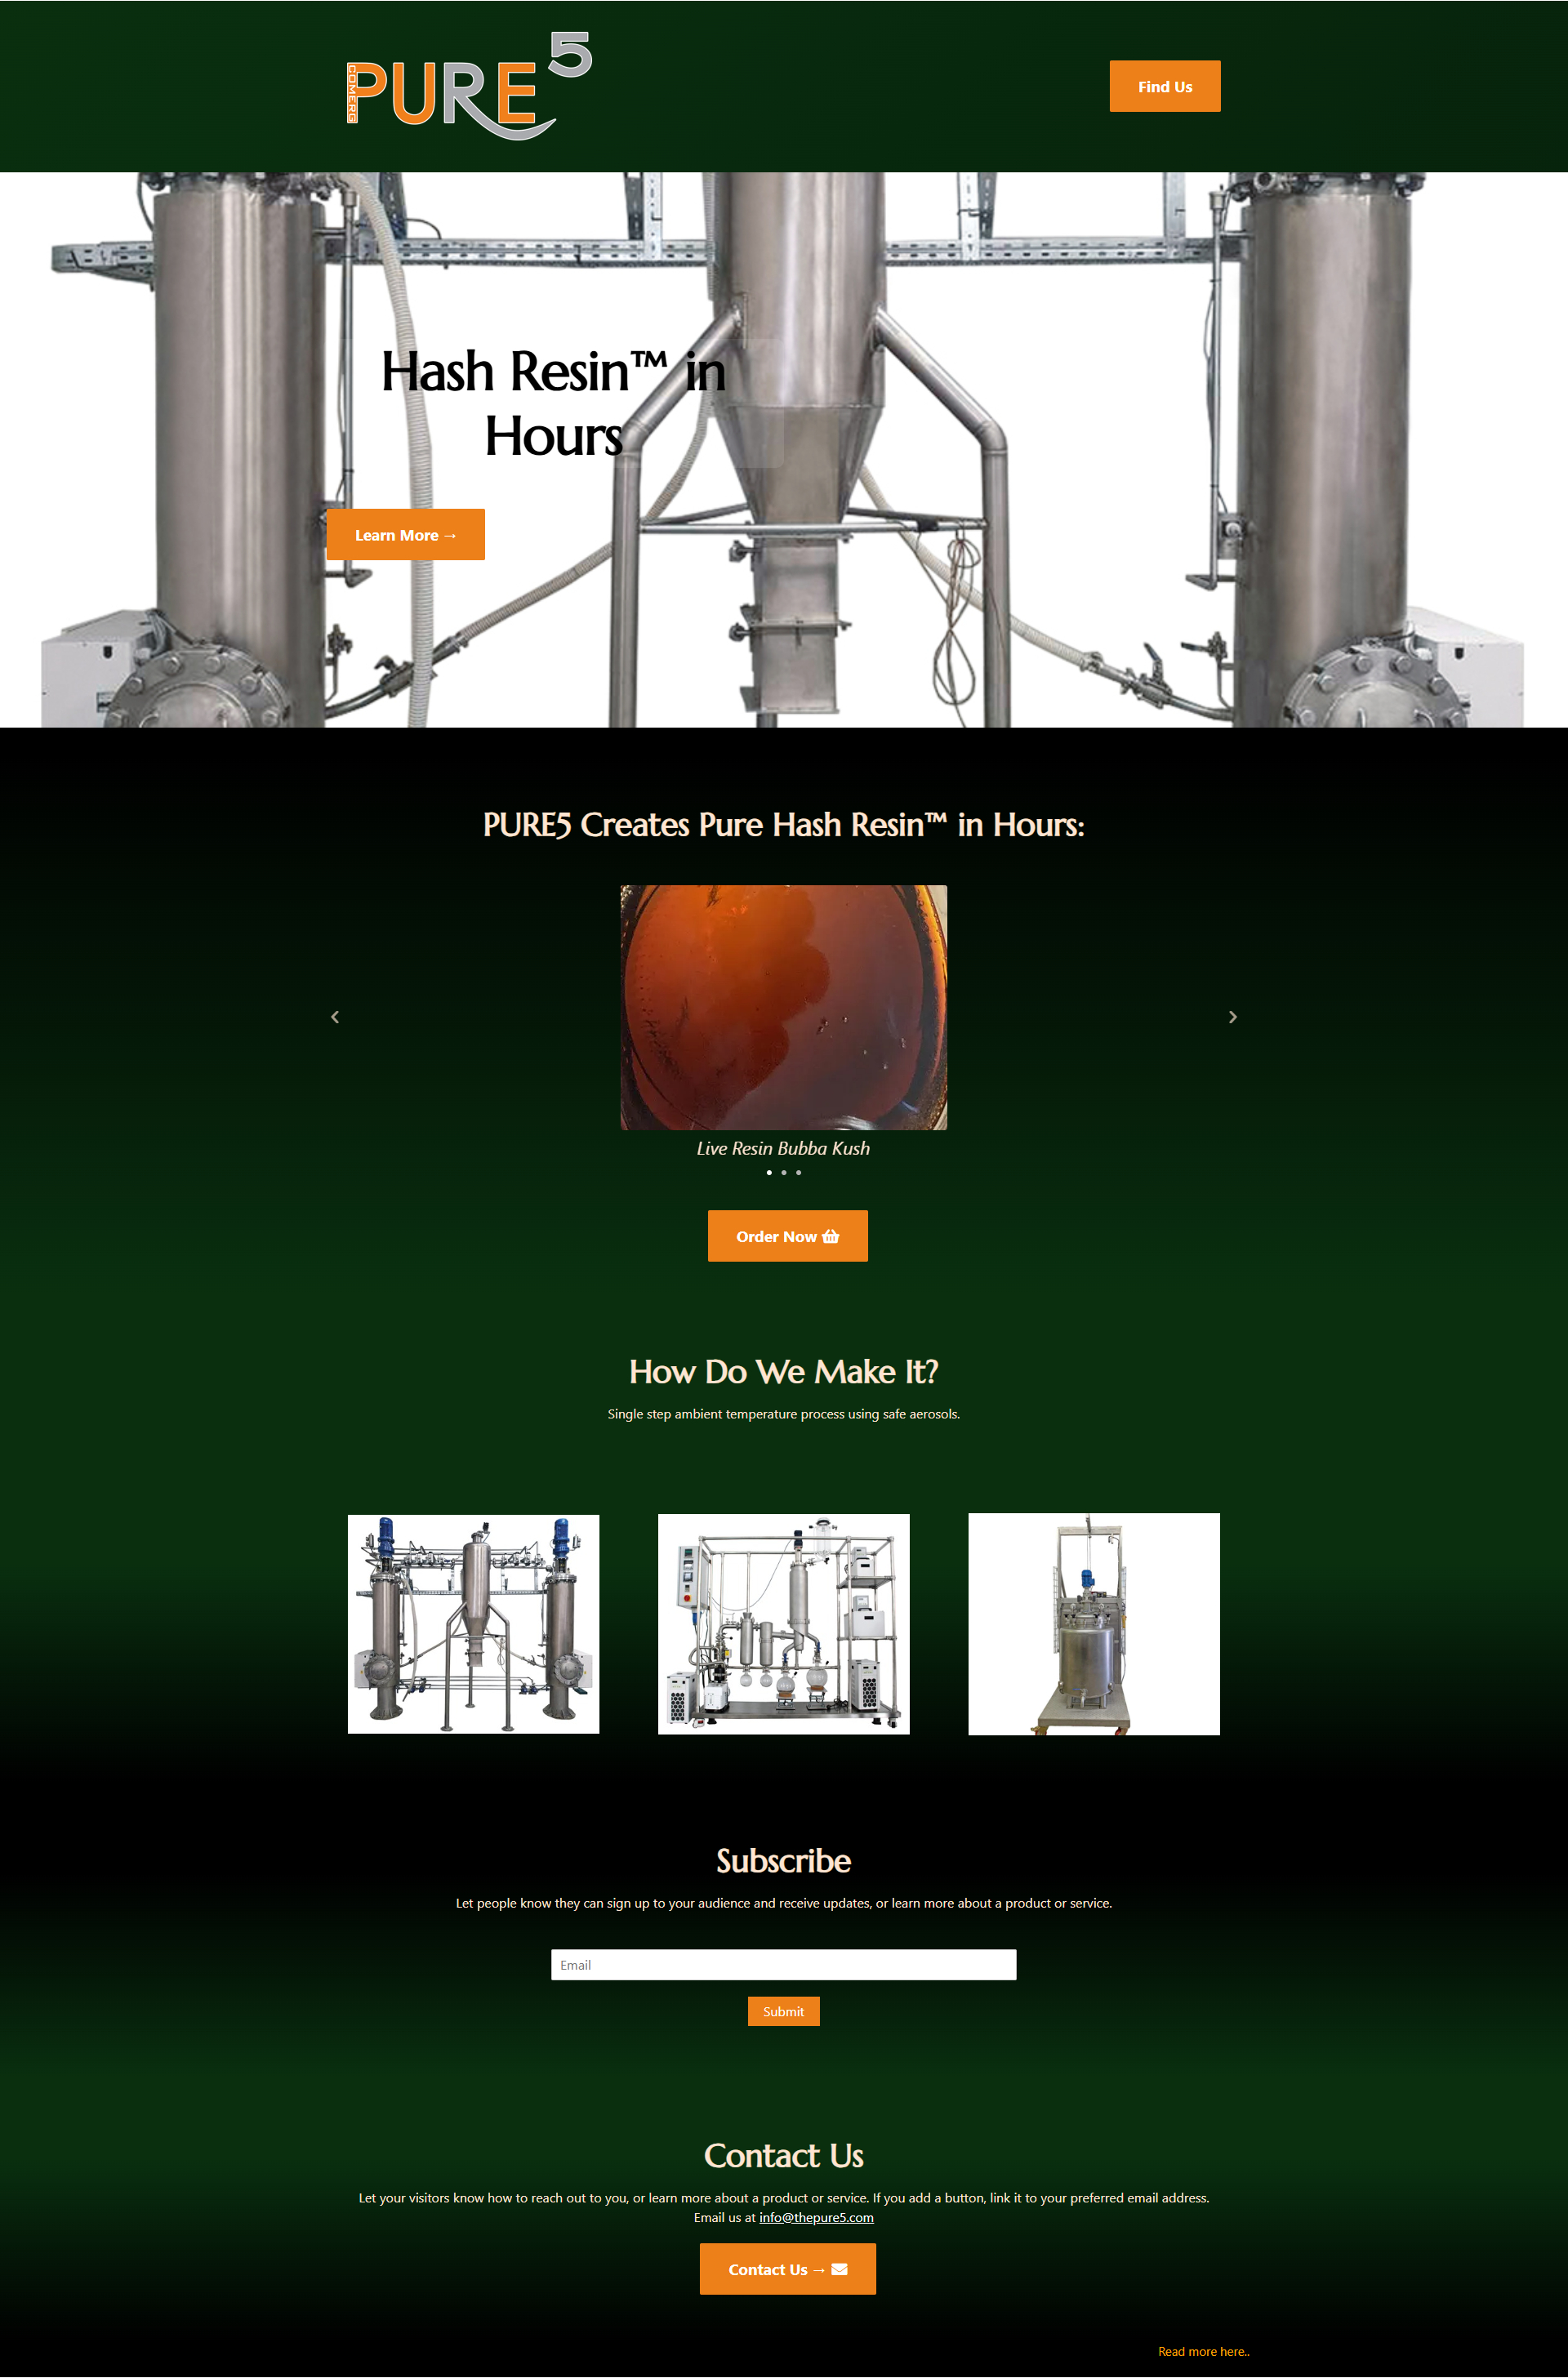 COMERG
PURE5
Find Us
Hash Resin™ in
Hours
Learn More →
PURE5 Creates Pure Hash Resin™ in Hours:
Live Resin Bubba Kush
Order Now
How Do We Make It?
Single step ambient temperature process using safe aerosols.
Subscribe
Let people know they can sign up to your audience and receive updates, or learn more about a product or service.
Email
Submit
Contact Us
Let your visitors know how to reach out to you, or learn more about a product or service. If you add a button, link it to your preferred email address.
Email us at info@thepure5.com
Contact Us →
Read more here..